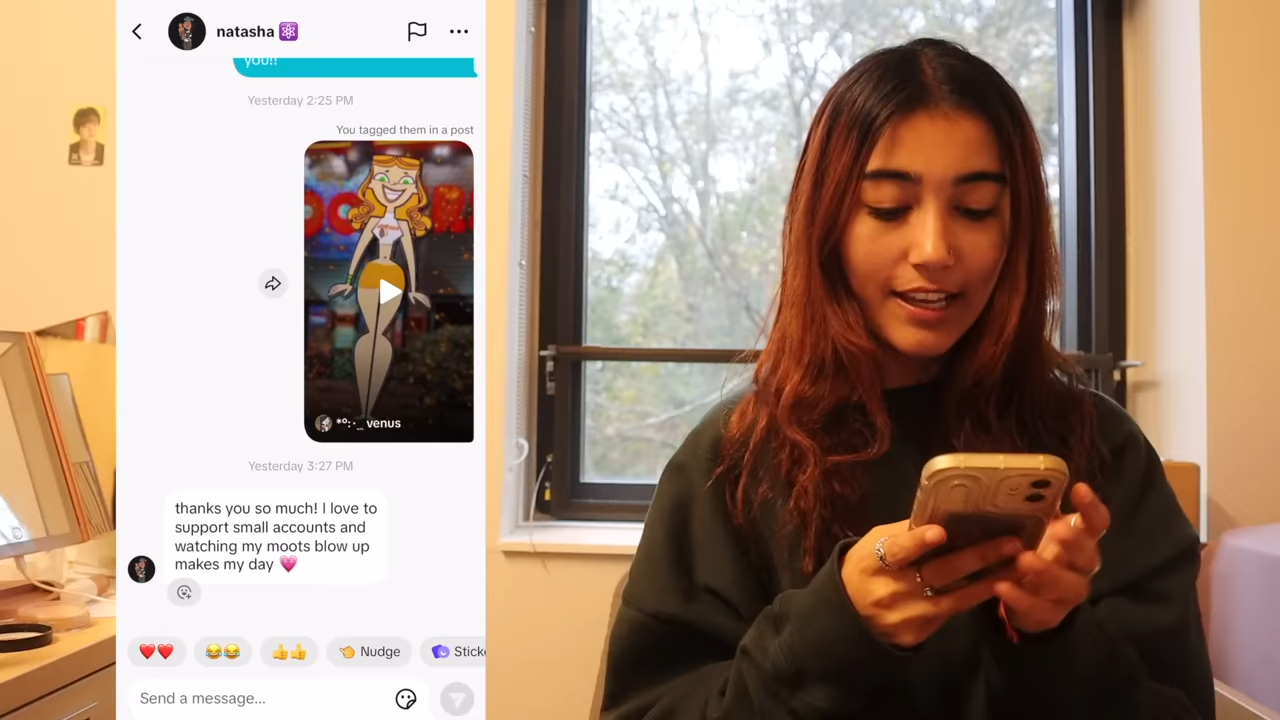 natasha
you!!
Yesterday 2:25 PM
You tagged them in a post
venus
Yesterday 3:27 PM
thanks you so much! I love to
support small accounts and
watching my moots blow up
makes my day 💗
❤️❤️ 😂😂 👍👍 Nudge Sticke
Send a message...